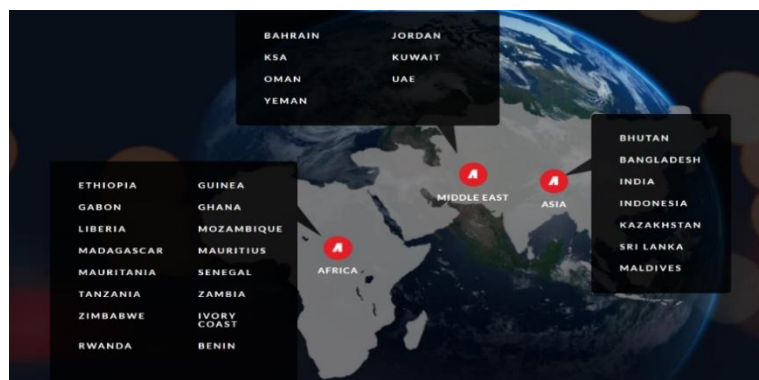 BAHRAIN JORDAN
KSA KUWAIT
OMAN UAE
YEMAN
ETHIOPIA GUINEA
GABON GHANA
LIBERIA MOZAMBIQUE
MADAGASCAR MAURITIUS
MAURITANIA SENEGAL
TANZANIA ZAMBIA
ZIMBABWE IVORY
COAST
RWANDA BENIN
AFRICA
MIDDLE EAST
ASIA
BHUTAN
BANGLADESH
INDIA
INDONESIA
KAZAKHSTAN
SRI LANKA
MALDIVES